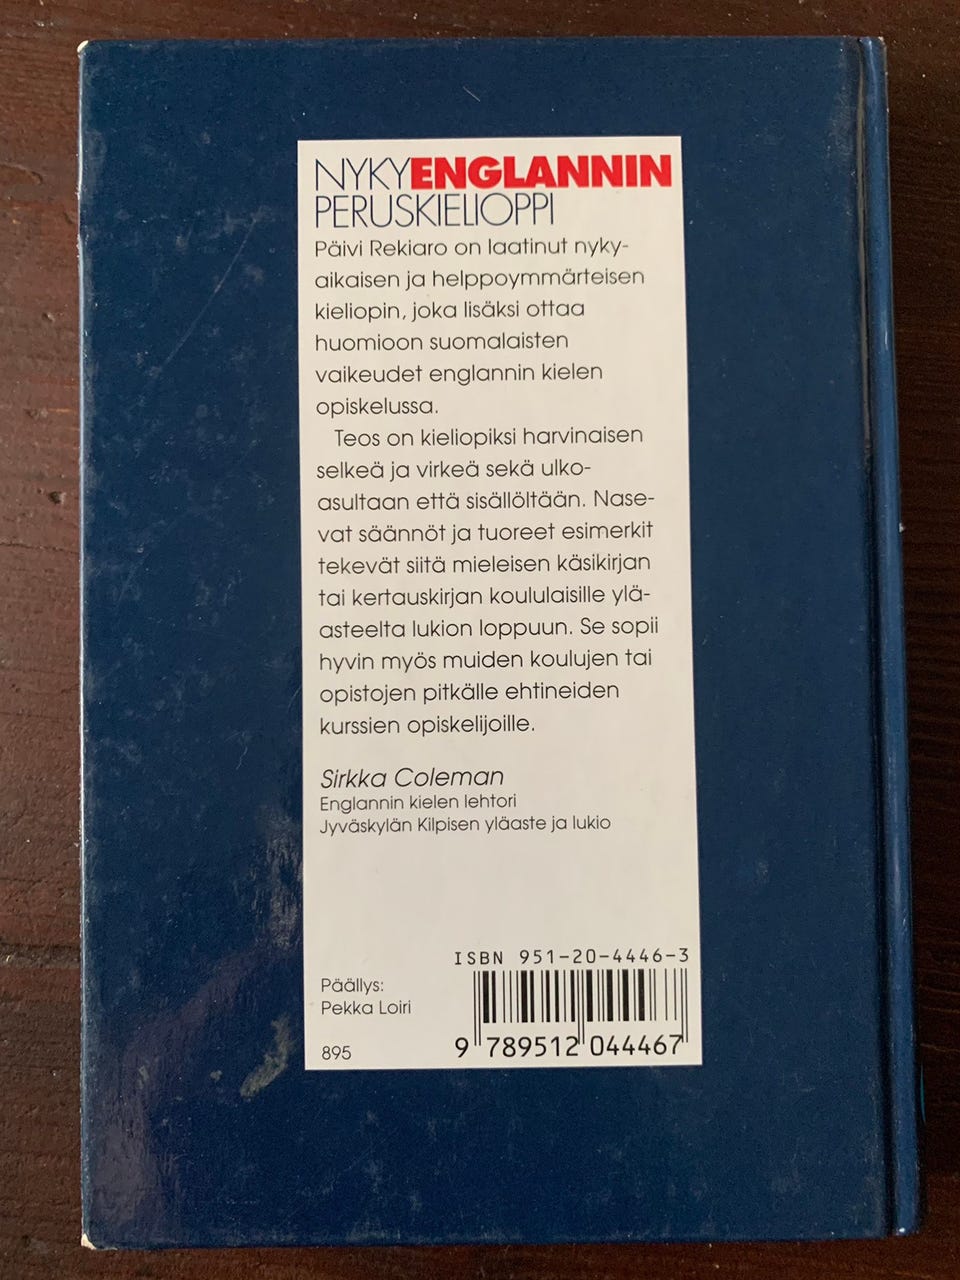 NYKYENGLANNIN
PERUSKIELIOPPI
Päivi Rekiaro on laatinut nyky-
aikaisen ja helppoymmärteisen
kieliopin, joka lisäksi ottaa
huomioon suomalaisten
vaikeudet englannin kielen
opiskelussa.
Teos on kieliopiksi harvinaisen
selkeä ja virkeä sekä ulko-
asultaan että sisällöltään. Nase-
vat säännöt ja tuoreet esimerkit
tekevät siitä mieleisen käsikirjan
tai kertauskirjan koululaisille ylä-
asteelta lukion loppuun. Se sopii
hyvin myös muiden koulujen tai
opistojen pitkälle ehtineiden
kurssien opiskelijoille.
Sirkka Coleman
Englannin kielen lehtori
Jyväskylän Kilpisen yläaste ja lukio
ISBN 951-20-4446-3
Päällys:
Pekka Loiri
895
9 789512 044467